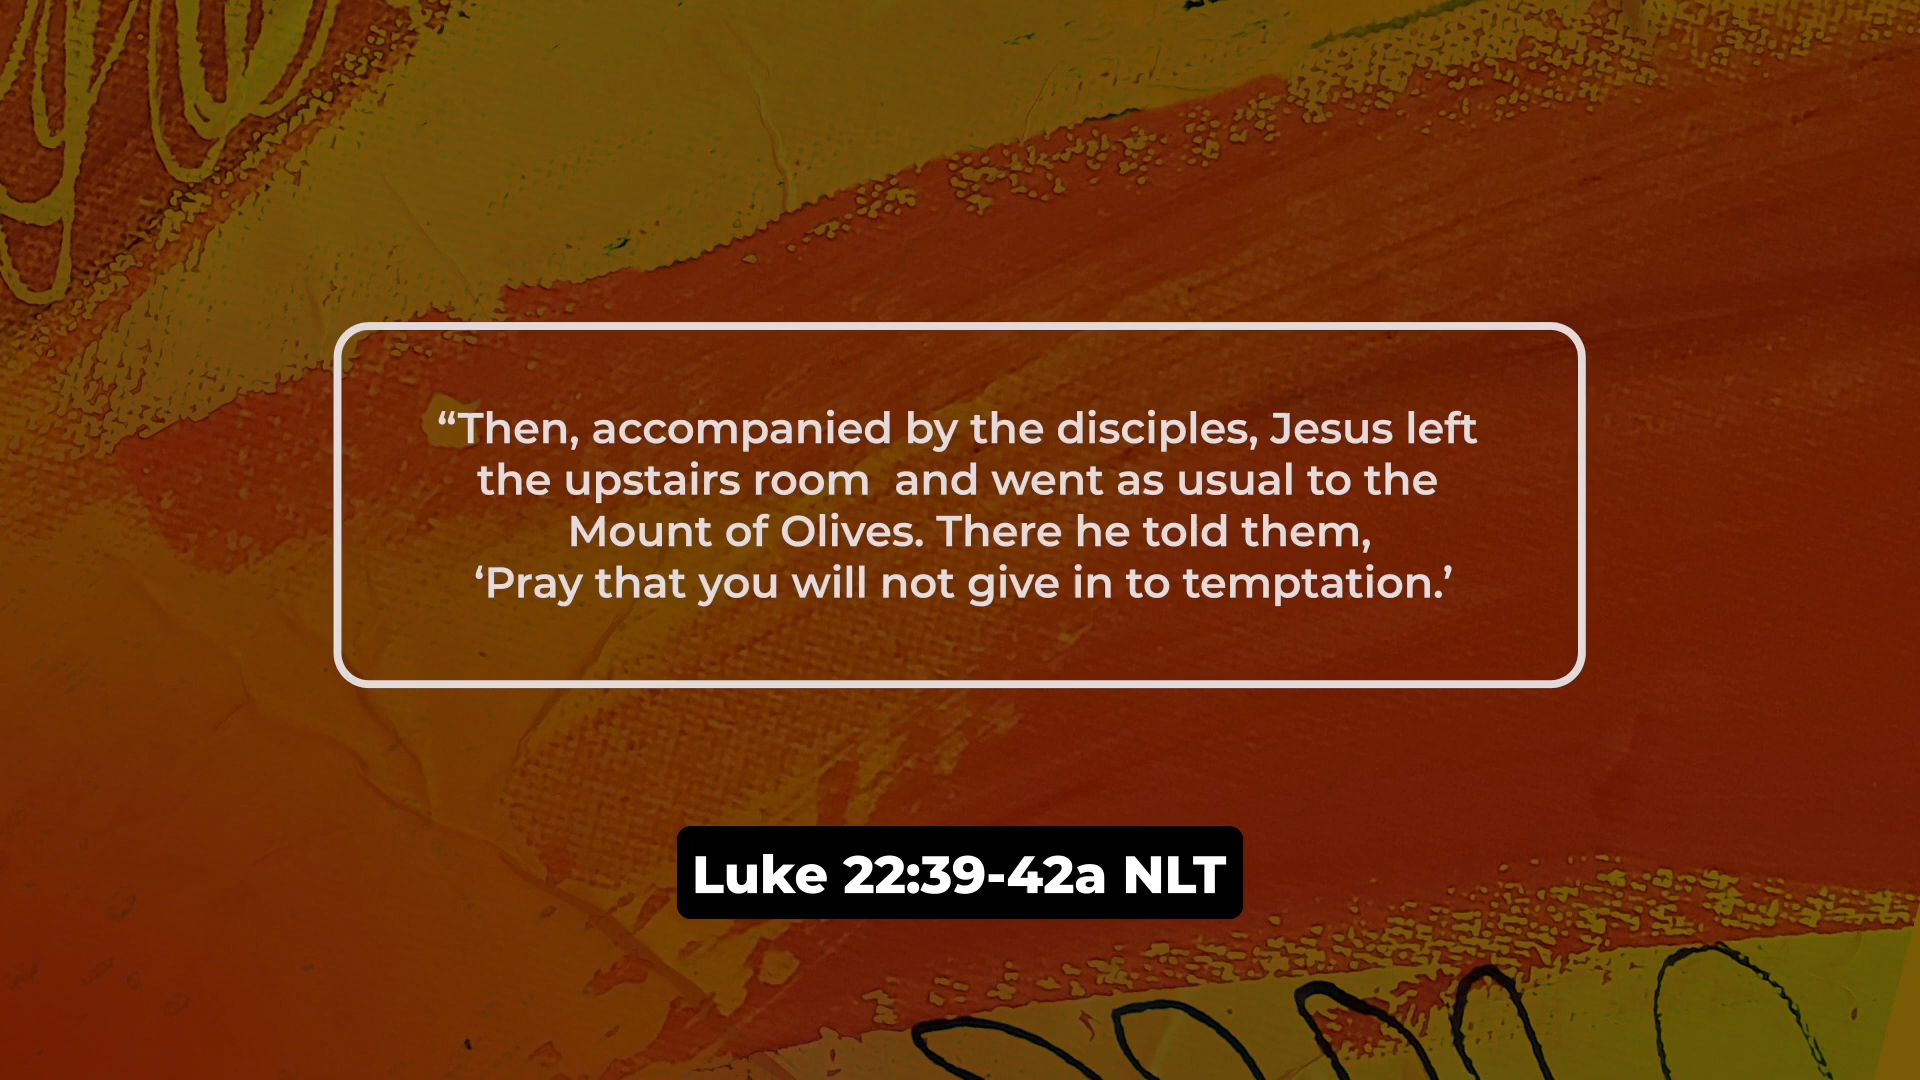 “Then, accompanied by the disciples, Jesus left
the upstairs room  and went as usual to the
Mount of Olives. There he told them,
‘Pray that you will not give in to temptation.’
Luke 22:39-42a NLT